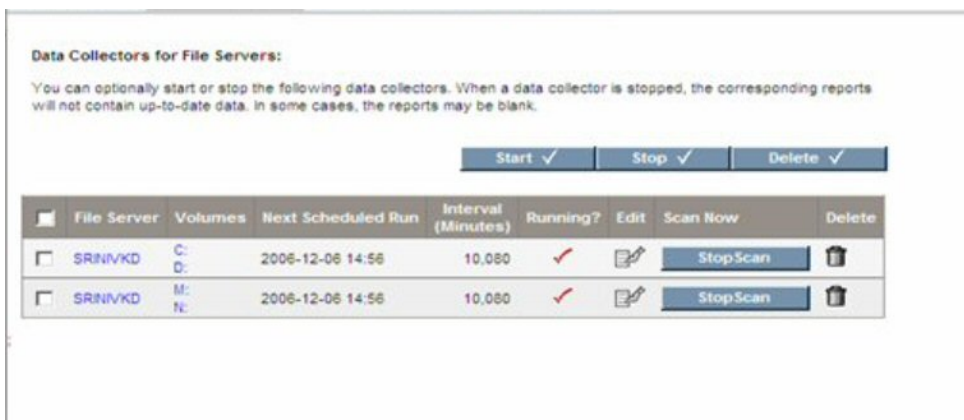 Data Collectors for File Servers:
You can optionally start or stop the following data collectors. When a data collector is stopped, the corresponding reports
will not contain up-to-date data. In some cases, the reports may be blank.
Start Stop Delete
File Server Volumes Next Scheduled Run Interval (Minutes) Running? Edit Scan Now Delete
SRINIVKD C: 2006-12-06 14:56 10,080 StopScan
D:
SRINIVKD M: 2006-12-06 14:56 10,080 StopScan
N: